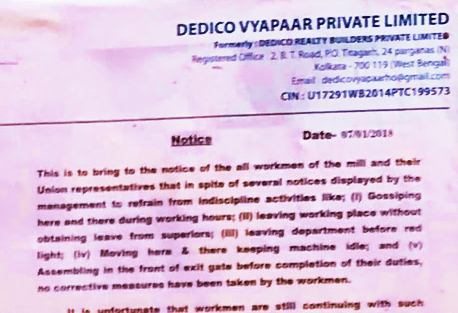 DEDICO VYAPAAR PRIVATE LIMITED
Formerly : DEDICO REALTY BUILDERS PRIVATE LIMITED
Registered Office 2, B. T. Road, P.O. Titagarh, 24 parganas (N)
Kolkata - 700 119 (West Bengal)
Email dedicovyapaarho@gmail.com
CIN : U17291WB2014PTC199573
Notice
Date- 07/01/2018
This is to bring to the notice of the all workmen of the mill and their
Union representatives that in spite of several notices displayed by the
management to refrain from indiscipline activities like; (i) Gossiping
here and there during working hours; (ii) leaving working place without
obtaining leave from superiors; (iii) leaving department before red
light; (iv) Moving here & there keeping machine idle; and (v)
Assembling in the front of exit gate before completion of their duties,
no corrective measures have been taken by the workmen.
It is unfortunate that workmen are still continuing with such